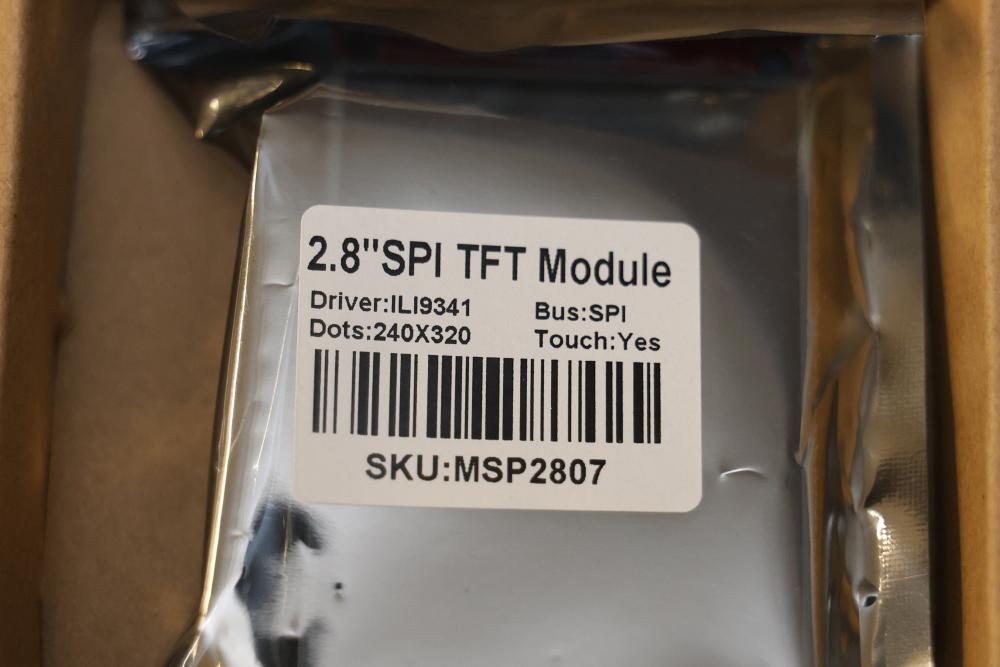 2.8"SPI TFT Module
Driver:ILI9341 Bus:SPI
Dots:240X320 Touch:Yes
SKU:MSP2807